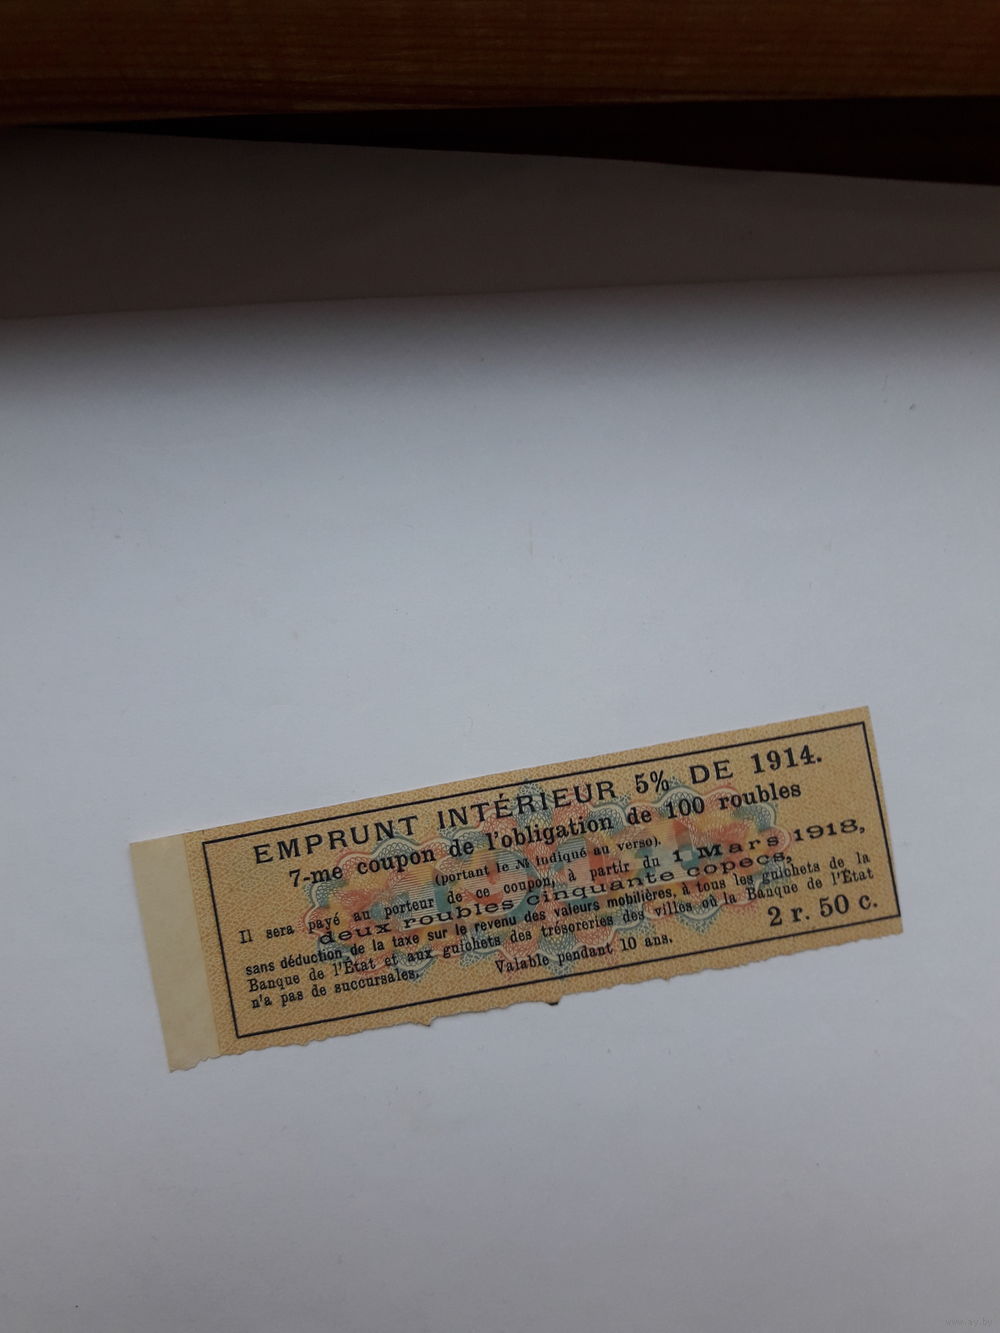 EMPRUNT INTÉRIEUR 5% DE 1914.
7-me coupon de l'obligation de 100 roubles
(portant le № indiqué au verso).
Il sera payé au porteur de ce coupon, à partir du 1 Mars 1918,
deux roubles cinquante copecs,
sans déduction de la taxe sur le revenu des valeurs mobilières, à tous les guichets de la
Banque de l'État et aux guichets des trésoreries des villes où la Banque de l'État
n'a pas de succursales.
Valable pendant 10 ans.
2 r. 50 c.
www.ay.by